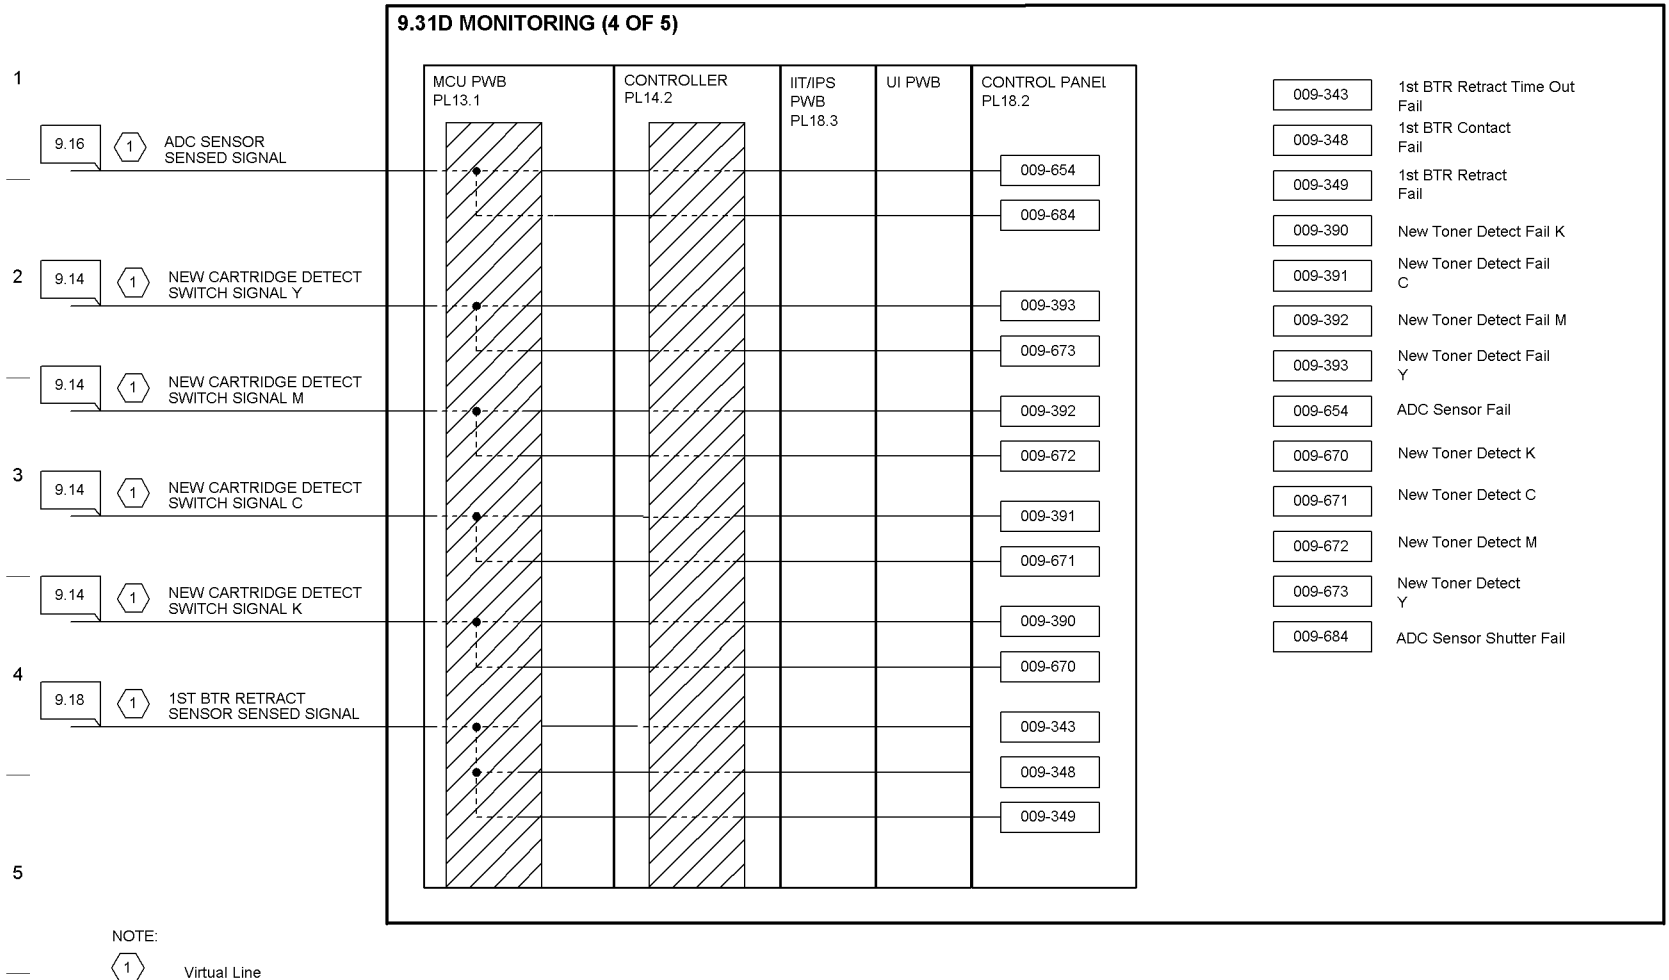 9.31D MONITORING (4 OF 5)
1
2
3
4
5
MCU PWB
PL13.1
CONTROLLER
PL14.2
IIT/IPS
PWB
PL18.3
UI PWB
CONTROL PANEL
PL18.2
9.16
1
ADC SENSOR
SENSED SIGNAL
009-654
009-684
9.14
1
NEW CARTRIDGE DETECT
SWITCH SIGNAL Y
009-393
009-673
9.14
1
NEW CARTRIDGE DETECT
SWITCH SIGNAL M
009-392
009-672
9.14
1
NEW CARTRIDGE DETECT
SWITCH SIGNAL C
009-391
009-671
9.14
1
NEW CARTRIDGE DETECT
SWITCH SIGNAL K
009-390
009-670
9.18
1
1ST BTR RETRACT
SENSOR SENSED SIGNAL
009-343
009-348
009-349
009-343
1st BTR Retract Time Out
Fail
009-348
1st BTR Contact
Fail
009-349
1st BTR Retract
Fail
009-390
New Toner Detect Fail K
009-391
New Toner Detect Fail
C
009-392
New Toner Detect Fail M
009-393
New Toner Detect Fail
Y
009-654
ADC Sensor Fail
009-670
New Toner Detect K
009-671
New Toner Detect C
009-672
New Toner Detect M
009-673
New Toner Detect
Y
009-684
ADC Sensor Shutter Fail
NOTE:
1
Virtual Line